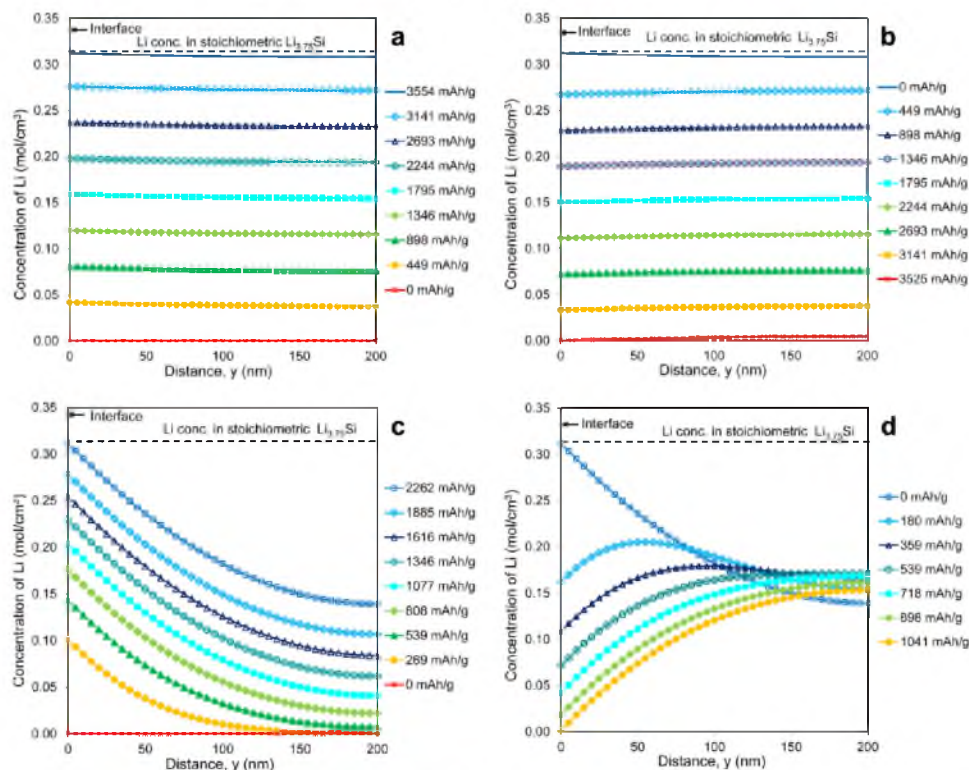 a
Interface
Li conc. in stoichiometric Li3.75Si
Concentration of Li (mol/cm³)
0.35
0.30
0.25
0.20
0.15
0.10
0.05
0.00
0 50 100 150 200
Distance, y (nm)
3554 mAh/g
3141 mAh/g
2693 mAh/g
2244 mAh/g
1795 mAh/g
1346 mAh/g
898 mAh/g
449 mAh/g
0 mAh/g
b
Interface
Li conc. in stoichiometric Li3.75Si
Concentration of Li (mol/cm³)
0.35
0.30
0.25
0.20
0.15
0.10
0.05
0.00
0 50 100 150 200
Distance, y (nm)
0 mAh/g
449 mAh/g
898 mAh/g
1346 mAh/g
1795 mAh/g
2244 mAh/g
2693 mAh/g
3141 mAh/g
3525 mAh/g
c
Interface
Li conc. in stoichiometric Li3.75Si
Concentration of Li (mol/cm³)
0.35
0.30
0.25
0.20
0.15
0.10
0.05
0.00
0 50 100 150 200
Distance, y (nm)
2262 mAh/g
1885 mAh/g
1616 mAh/g
1346 mAh/g
1077 mAh/g
808 mAh/g
539 mAh/g
269 mAh/g
0 mAh/g
d
Interface
Li conc. in stoichiometric Li3.75Si
Concentration of Li (mol/cm³)
0.35
0.30
0.25
0.20
0.15
0.10
0.05
0.00
0 50 100 150 200
Distance, y (nm)
0 mAh/g
180 mAh/g
359 mAh/g
539 mAh/g
718 mAh/g
898 mAh/g
1041 mAh/g